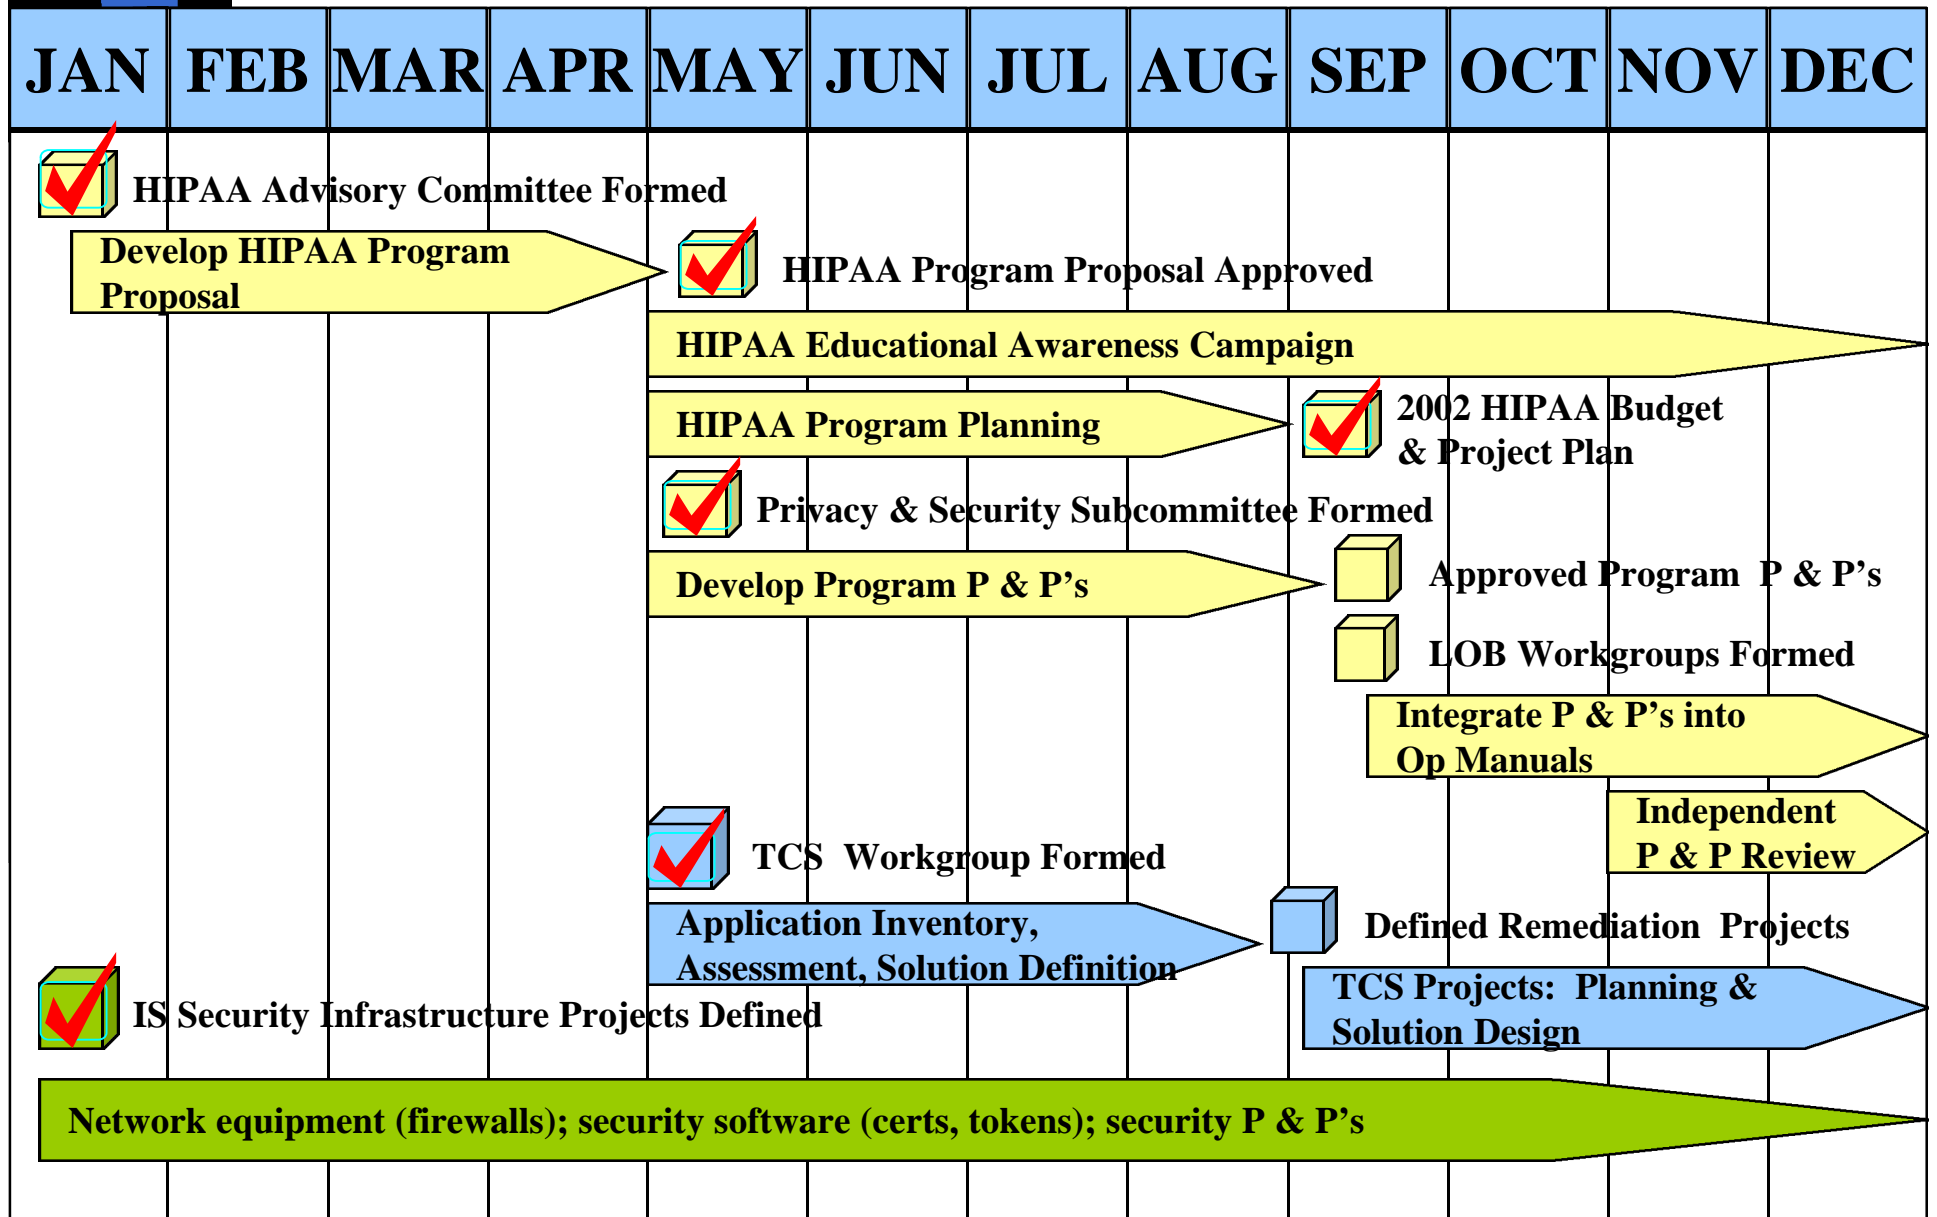 JAN FEB MAR APR MAY JUN JUL AUG SEP OCT NOV DEC
HIPAA Advisory Committee Formed
Develop HIPAA Program
Proposal
HIPAA Program Proposal Approved
HIPAA Educational Awareness Campaign
HIPAA Program Planning
2002 HIPAA Budget
& Project Plan
Privacy & Security Subcommittee Formed
Develop Program P & P’s
Approved Program  P & P’s
LOB Workgroups Formed
Integrate P & P’s into
Op Manuals
Independent
P & P Review
TCS  Workgroup Formed
Application Inventory,
Assessment, Solution Definition
Defined Remediation  Projects
TCS Projects:  Planning &
Solution Design
IS Security Infrastructure Projects Defined
Network equipment (firewalls); security software (certs, tokens); security P & P’s